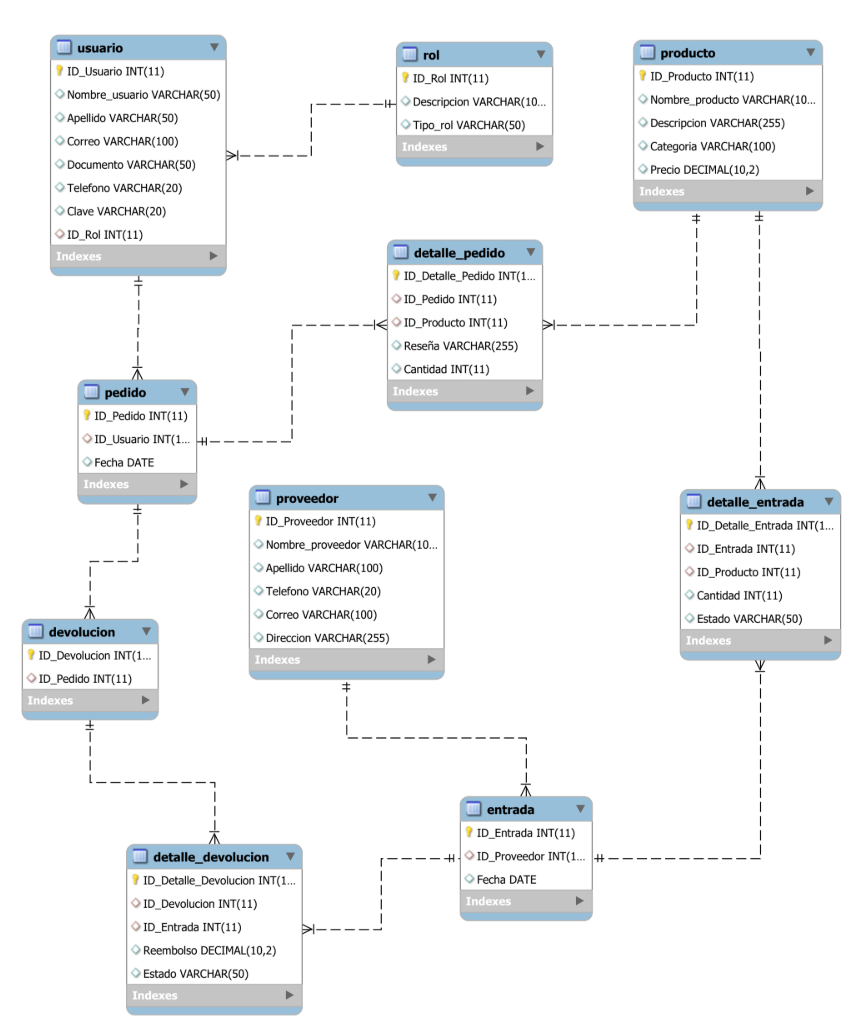 usuario
ID_Usuario INT(11)
Nombre_usuario VARCHAR(50)
Apellido VARCHAR(50)
Correo VARCHAR(100)
Documento VARCHAR(50)
Telefono VARCHAR(20)
Clave VARCHAR(20)
ID_Rol INT(11)
Indexes
rol
ID_Rol INT(11)
Descripcion VARCHAR(10...
Tipo_rol VARCHAR(50)
Indexes
producto
ID_Producto INT(11)
Nombre_producto VARCHAR(10...
Descripcion VARCHAR(255)
Categoria VARCHAR(100)
Precio DECIMAL(10,2)
Indexes
detalle_pedido
ID_Detalle_Pedido INT(1...
ID_Pedido INT(11)
ID_Producto INT(11)
Reseña VARCHAR(255)
Cantidad INT(11)
Indexes
pedido
ID_Pedido INT(11)
ID_Usuario INT(1...
Fecha DATE
Indexes
proveedor
ID_Proveedor INT(11)
Nombre_proveedor VARCHAR(10...
Apellido VARCHAR(100)
Telefono VARCHAR(20)
Correo VARCHAR(100)
Direccion VARCHAR(255)
Indexes
detalle_entrada
ID_Detalle_Entrada INT(1...
ID_Entrada INT(11)
ID_Producto INT(11)
Cantidad INT(11)
Estado VARCHAR(50)
Indexes
devolucion
ID_Devolucion INT(1...
ID_Pedido INT(11)
Indexes
entrada
ID_Entrada INT(11)
ID_Proveedor INT(1...
Fecha DATE
Indexes
detalle_devolucion
ID_Detalle_Devolucion INT(1...
ID_Devolucion INT(11)
ID_Entrada INT(11)
Reembolso DECIMAL(10,2)
Estado VARCHAR(50)
Indexes